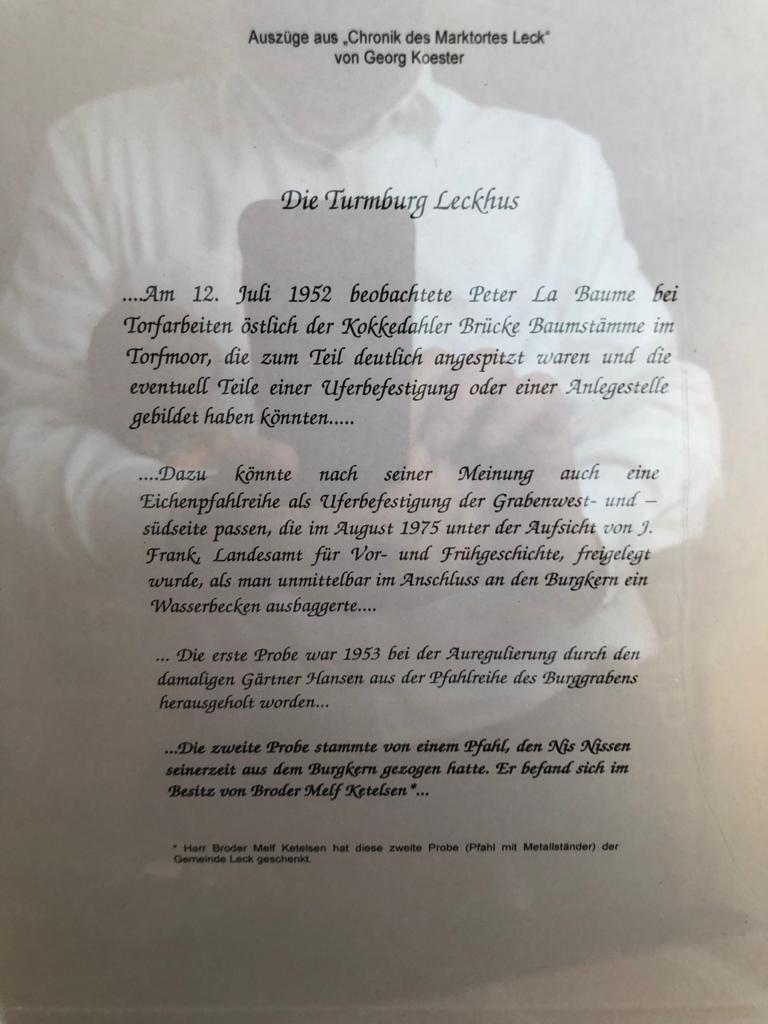 Auszüge aus „Chronik des Marktortes Leck“
von Georg Koester
Die Turmburg Leckhus
....Am 12. Juli 1952 beobachtete Peter La Baume bei
Torfarbeiten östlich der Kokkedahler Brücke Baumstämme im
Torfmoor, die zum Teil deutlich angespitzt waren und die
eventuell Teile einer Uferbefestigung oder einer Anlegestelle
gebildet haben könnten.....
....Dazu könnte nach seiner Meinung auch eine
Eichenpfahlreihe als Uferbefestigung der Grabenwest- und –
südseite passen, die im August 1975 unter der Aufsicht von J.
Frank, Landesamt für Vor- und Frühgeschichte, freigelegt
wurde, als man unmittelbar im Anschluss an den Burgkern ein
Wasserbecken ausbaggerte....
... Die erste Probe war 1953 bei der Auregulierung durch den
damaligen Gärtner Hansen aus der Pfahlreihe des Burggrabens
herausgeholt worden...
...Die zweite Probe stammte von einem Pfahl, den Nis Nissen
seinerzeit aus dem Burgkern gezogen hatte. Er befand sich im
Besitz von Broder Melf Ketelsen*...
* Herr Broder Melf Ketelsen hat diese zweite Probe (Pfahl mit Metallständer) der
Gemeinde Leck geschenkt.